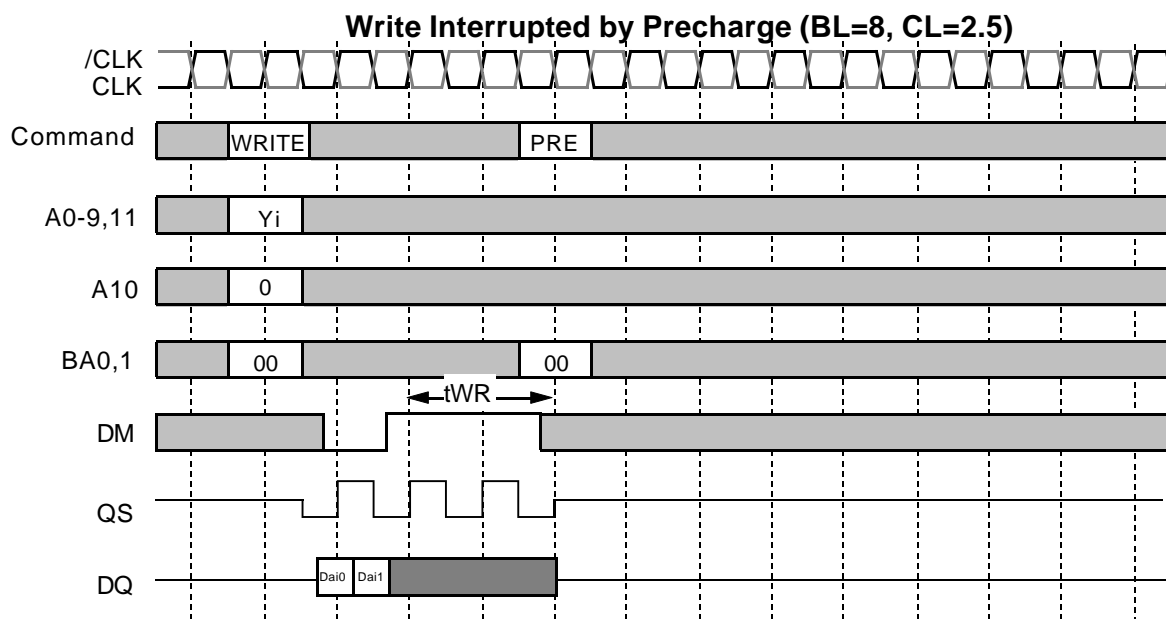 Write Interrupted by Precharge (BL=8, CL=2.5)
/CLK
CLK
Command
WRITE
PRE
A0-9,11
Yi
A10
0
BA0,1
00
00
tWR
DM
QS
DQ
Dai0
Dai1